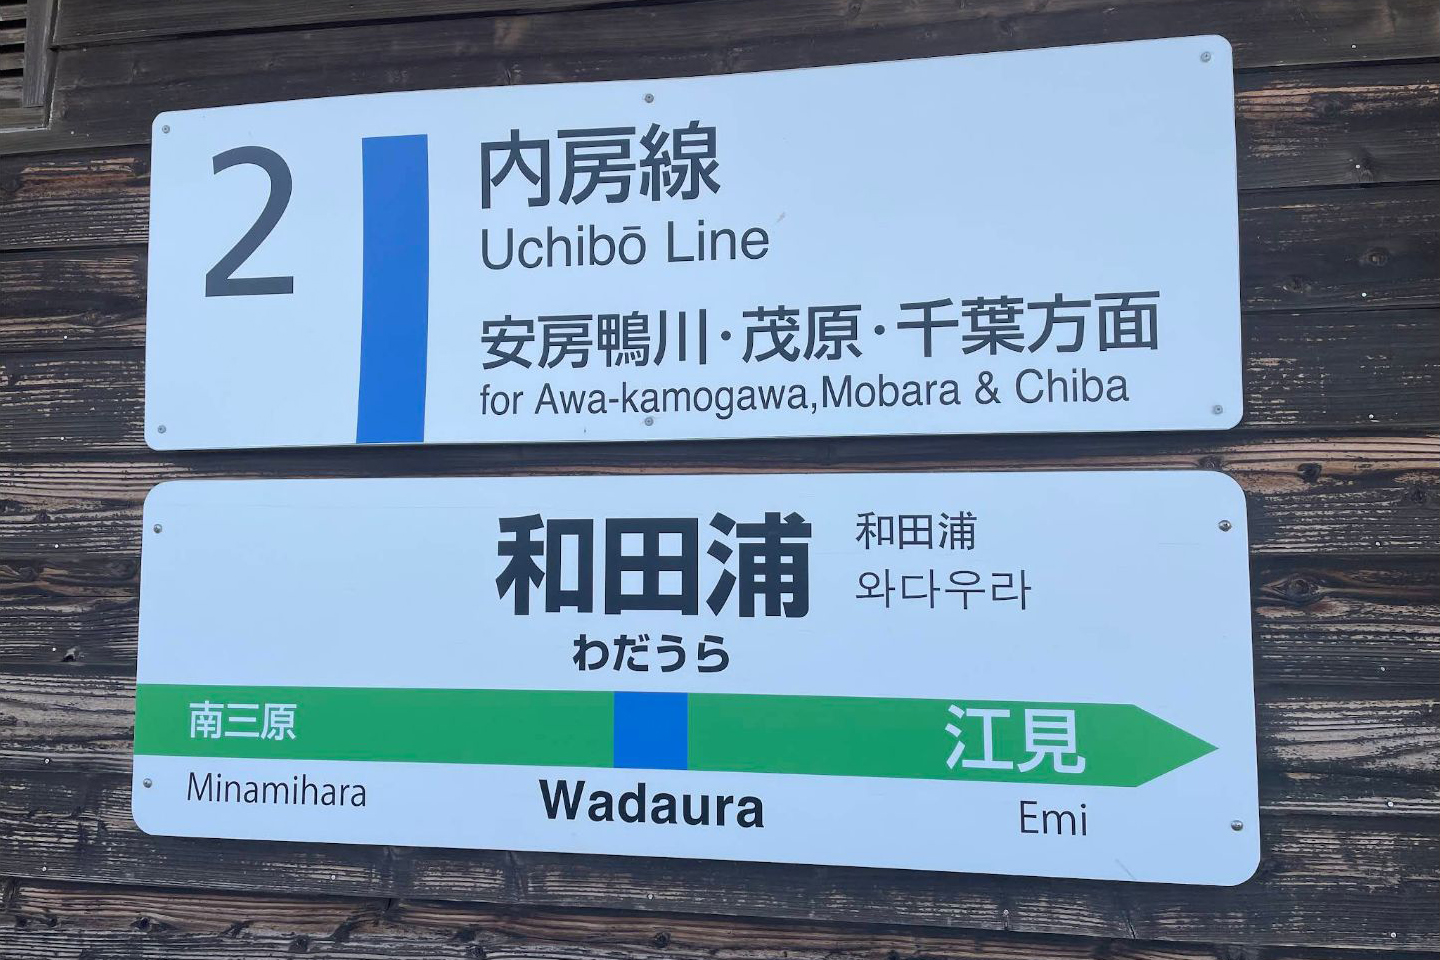 2
内房線
Uchibō Line
安房鴨川・茂原・千葉方面
for Awa-kamogawa,Mobara & Chiba
和田浦
和田浦
와다우라
わだうら
南三原
江見
Minamihara
Wadaura
Emi